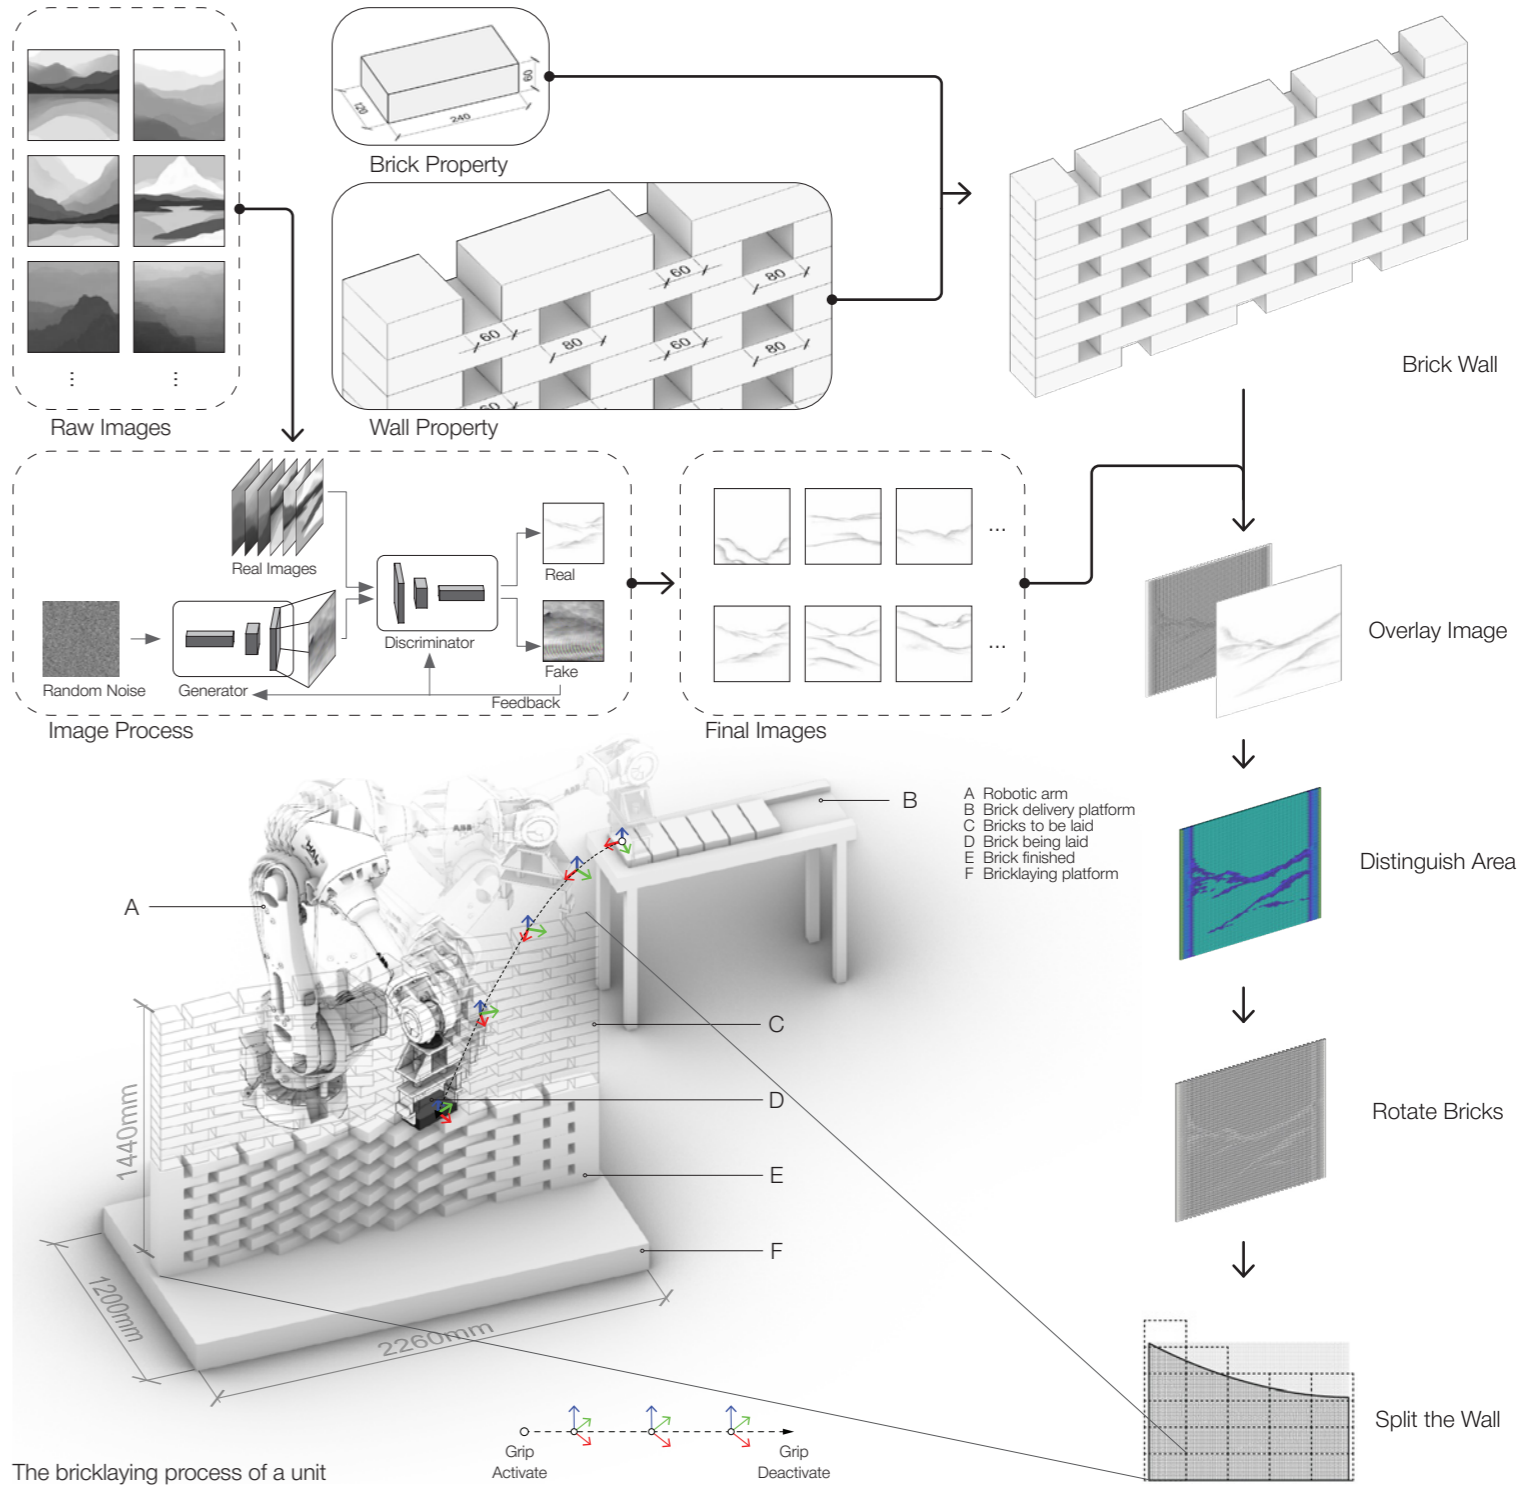 120
240
60
Brick Property
60
80
60
80
60
80
60
80
60
Wall Property
Raw Images
Brick Wall
Real Images
Random Noise
Generator
Discriminator
Real
Fake
Feedback
Image Process
...
...
Final Images
Overlay Image
Distinguish Area
Rotate Bricks
Split the Wall
A Robotic arm
B Brick delivery platform
C Bricks to be laid
D Brick being laid
E Brick finished
F Bricklaying platform
ABB
A
B
C
D
E
F
1440mm
1200mm
2260mm
Grip
Activate
Grip
Deactivate
The bricklaying process of a unit